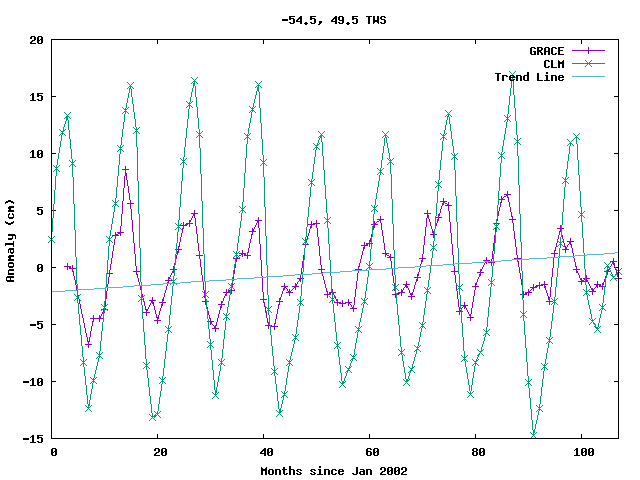 -54.5, 49.5 TWS
GRACE
CLM
Trend Line
20
15
10
5
0
-5
-10
-15
Anomaly (cm)
0 20 40 60 80 100
Months since Jan 2002